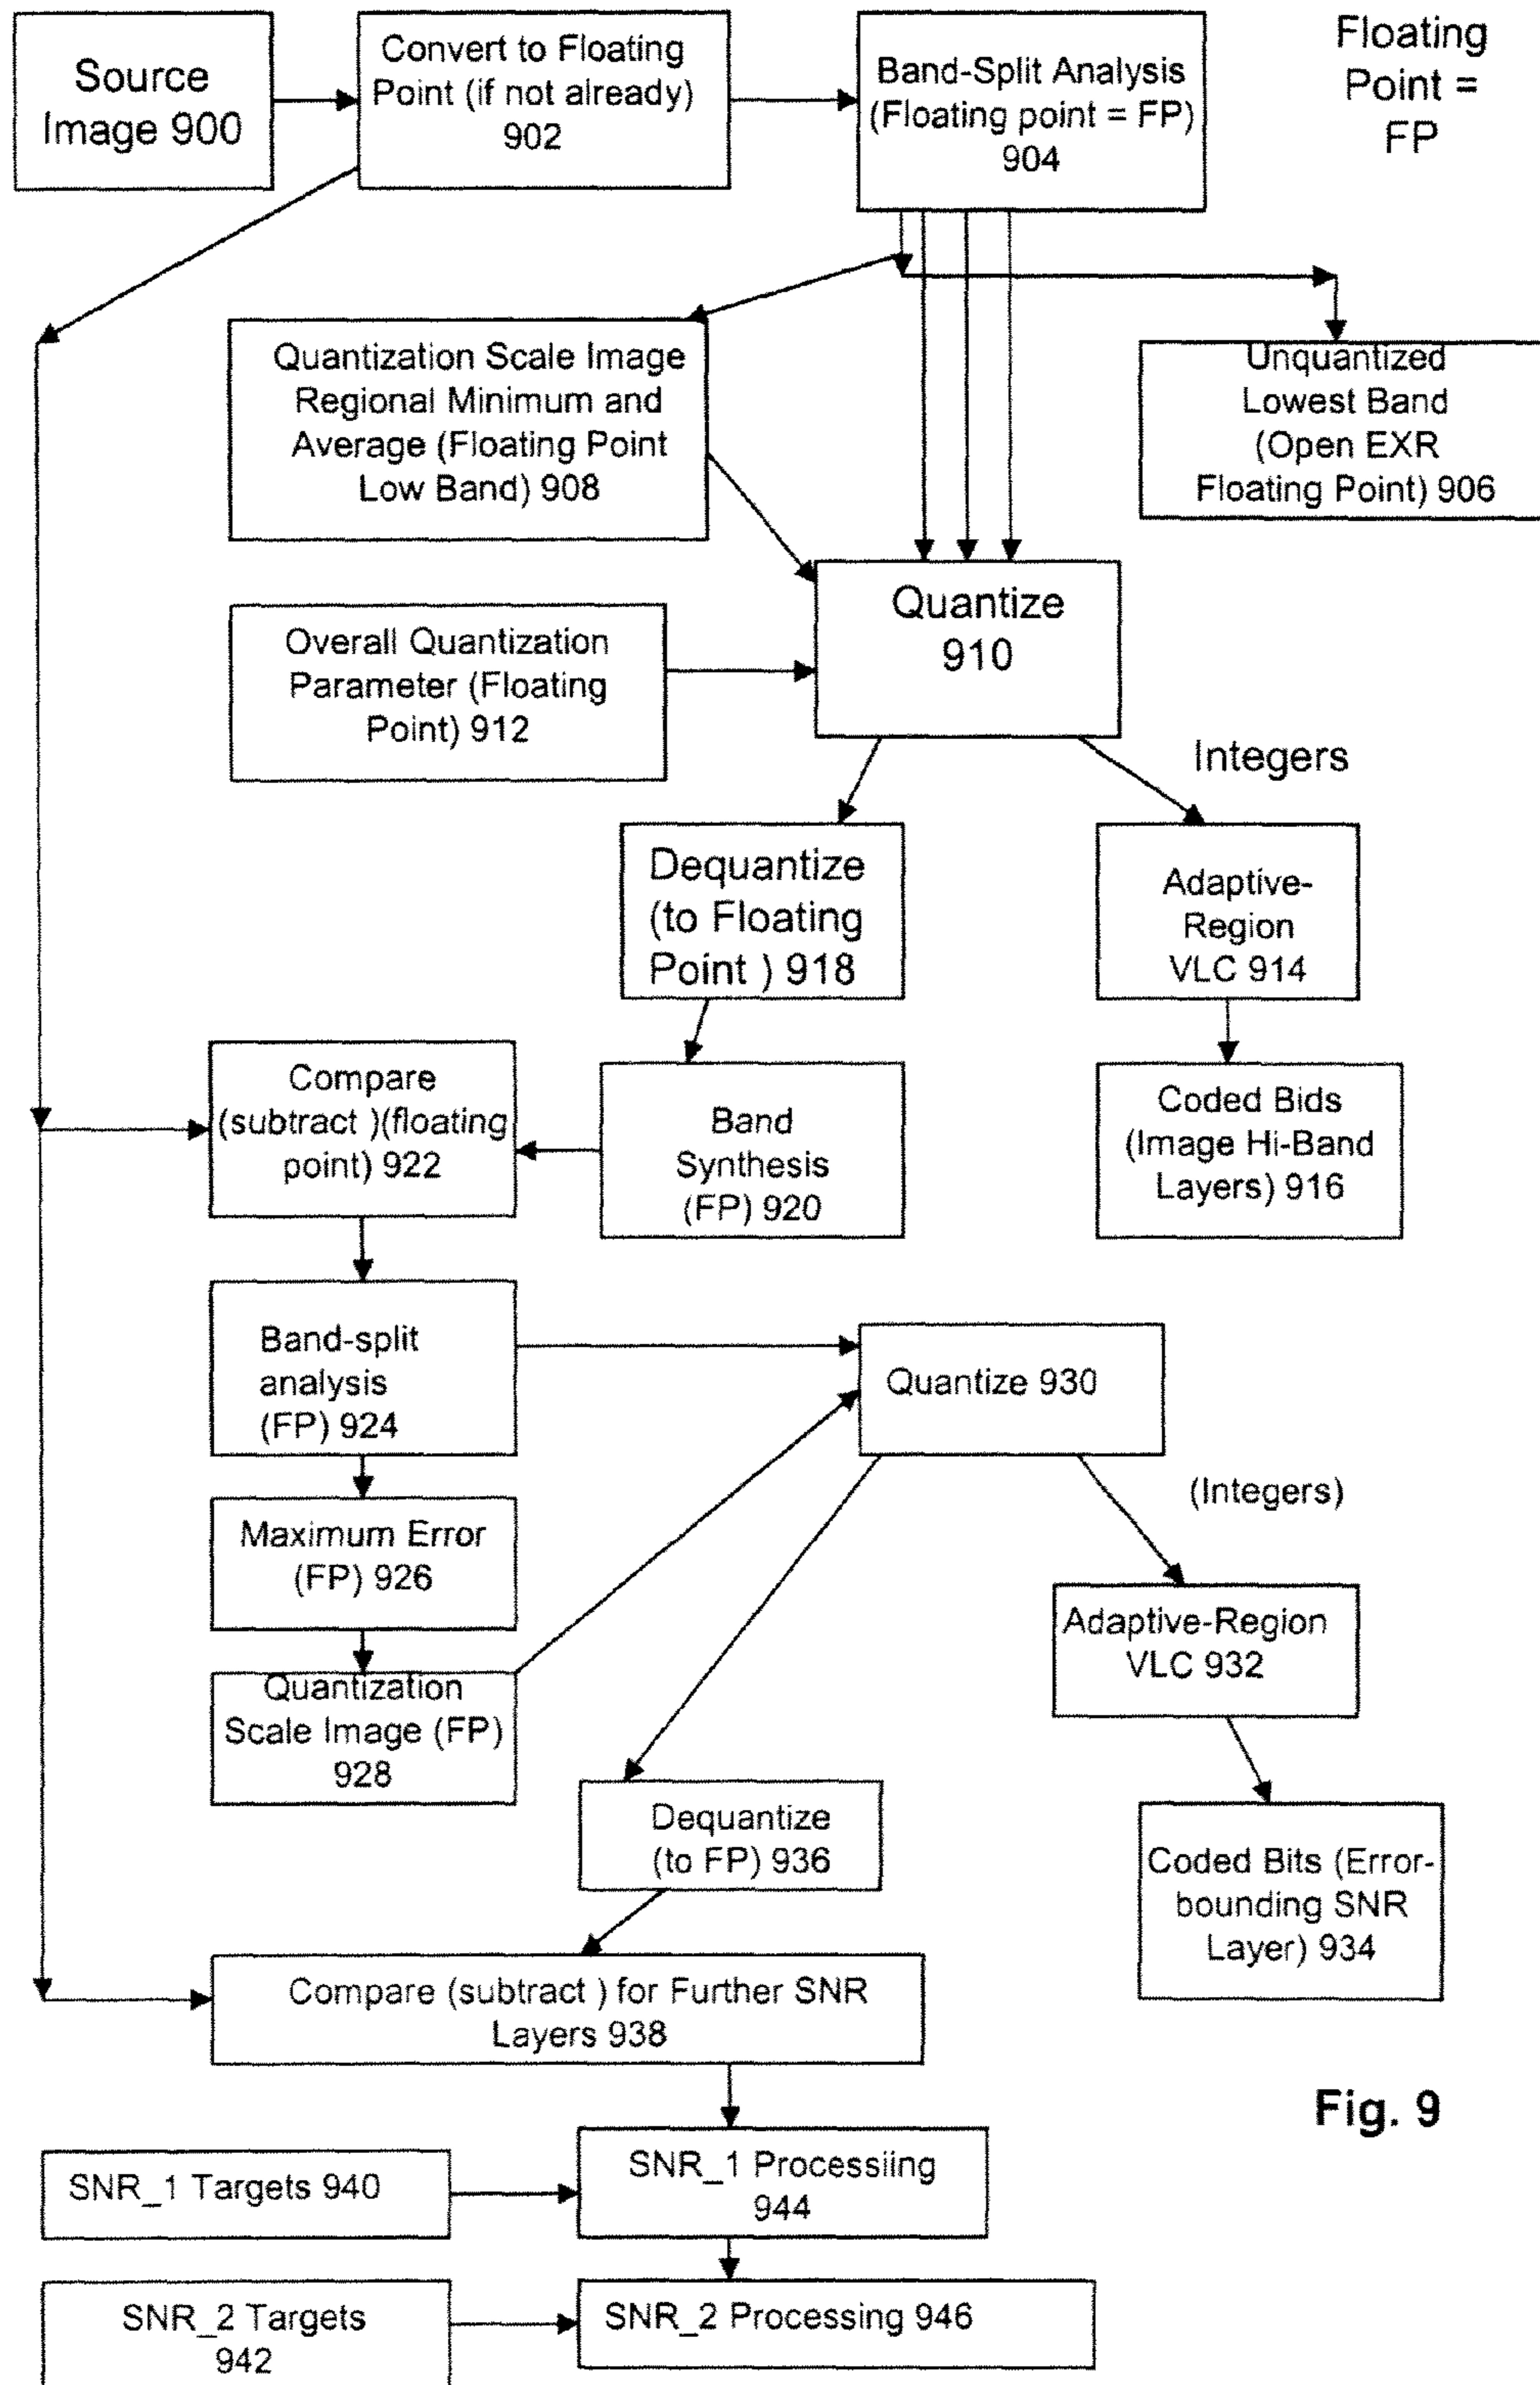 Source
Image 900
Convert to Floating
Point (if not already)
902
Band-Split Analysis
(Floating point = FP)
904
Floating
Point =
FP
Quantization Scale Image
Regional Minimum and
Average (Floating Point
Low Band) 908
Unquantized
Lowest Band
(Open EXR
Floating Point) 906
Quantize
910
Overall Quantization
Parameter (Floating
Point) 912
Integers
Dequantize
(to Floating
Point ) 918
Adaptive-
Region
VLC 914
Compare
(subtract )(floating
point) 922
Band
Synthesis
(FP) 920
Coded Bids
(Image Hi-Band
Layers) 916
Band-split
analysis
(FP) 924
Quantize 930
(Integers)
Maximum Error
(FP) 926
Adaptive-Region
VLC 932
Quantization
Scale Image (FP)
928
Dequantize
(to FP) 936
Coded Bits (Error-
bounding SNR
Layer) 934
Compare (subtract ) for Further SNR
Layers 938
Fig. 9
SNR_1 Targets 940
SNR_1 Processiing
944
SNR_2 Targets
942
SNR_2 Processing 946